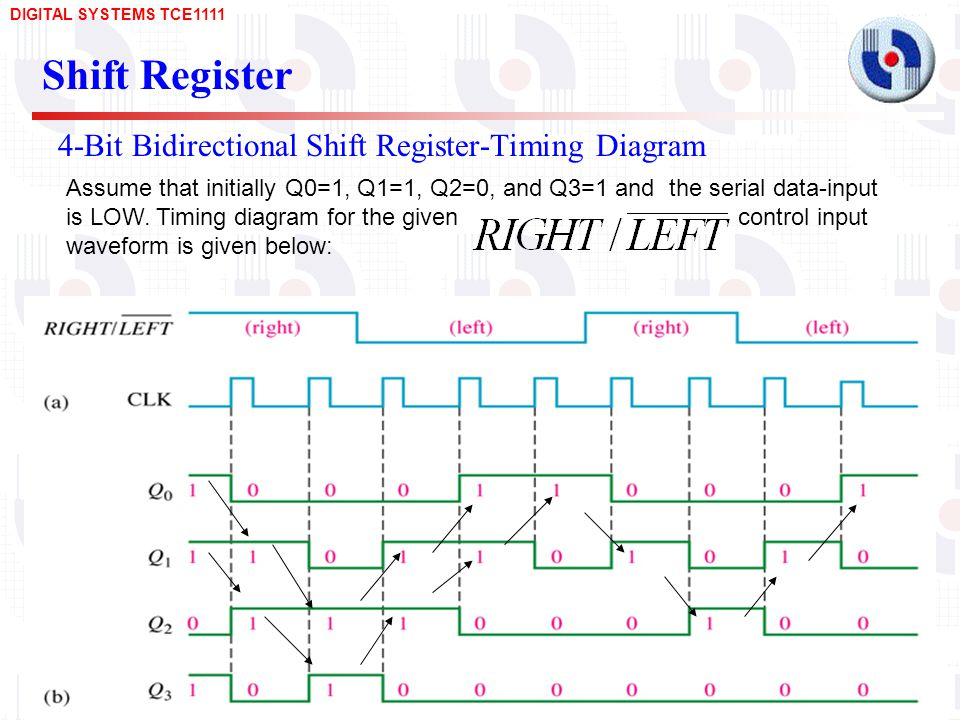 DIGITAL SYSTEMS TCE1111
Shift Register
4-Bit Bidirectional Shift Register-Timing Diagram
Assume that initially Q0=1, Q1=1, Q2=0, and Q3=1 and the serial data-input
is LOW. Timing diagram for the given RIGHT / LEFT control input
waveform is given below:
RIGHT/LEFT (right) (left) (right) (left)
(a) CLK
Q0 1 0 0 0 1 1 0 0 0 1
Q1 1 1 0 1 1 0 1 0 1 0
Q2 0 1 1 1 0 0 0 1 0 0
(b) Q3 1 0 1 0 0 0 0 0 0 0